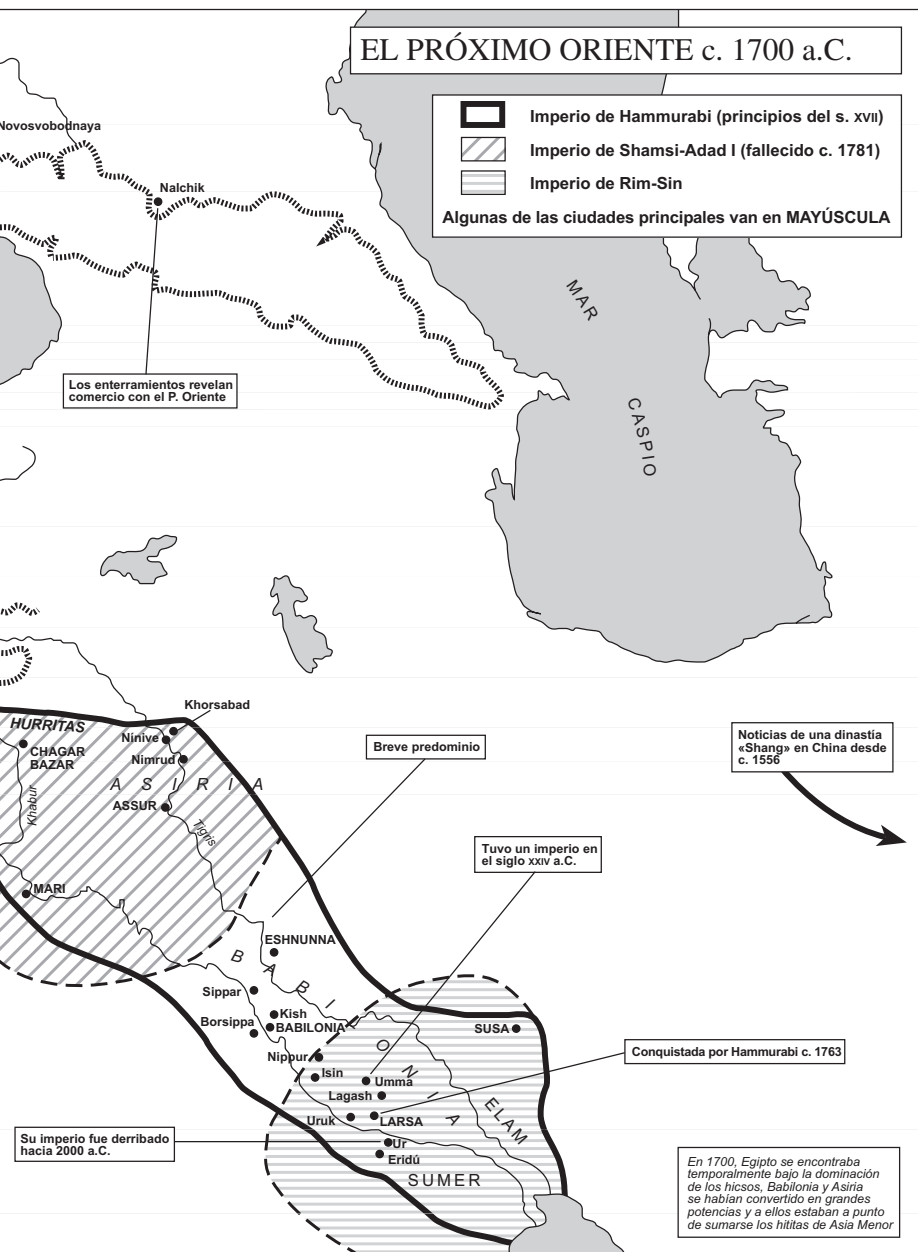 EL PRÓXIMO ORIENTE c. 1700 a.C.
Imperio de Hammurabi (principios del s. XVII)
Imperio de Shamsi-Adad I (fallecido c. 1781)
Imperio de Rim-Sin
Algunas de las ciudades principales van en MAYÚSCULA
Novosvobodnaya
Nalchik
MAR
CASPIO
Los enterramientos revelan
comercio con el P. Oriente
Khorsabad
HURRITAS
Nínive
CHAGAR
BAZAR
Nimrud
ASIRIA
ASSUR
Khabur
Tigris
MARI
Breve predominio
Noticias de una dinastía
«Shang» en China desde
c. 1556
Tuvo un imperio en
el siglo XXIV a.C.
ESHNUNNA
BABILONIA
Sippar
Kish
Borsippa
BABILONIA
SUSA
Nippur
Isin
Umma
Lagash
Conquistada por Hammurabi c. 1763
Uruk
LARSA
ELAM
Su imperio fue derribado
hacia 2000 a.C.
Ur
Eridú
SUMER
En 1700, Egipto se encontraba
temporalmente bajo la dominación
de los hicsos, Babilonia y Asiria
se habían convertido en grandes
potencias y a ellos estaban a punto
de sumarse los hititas de Asia Menor